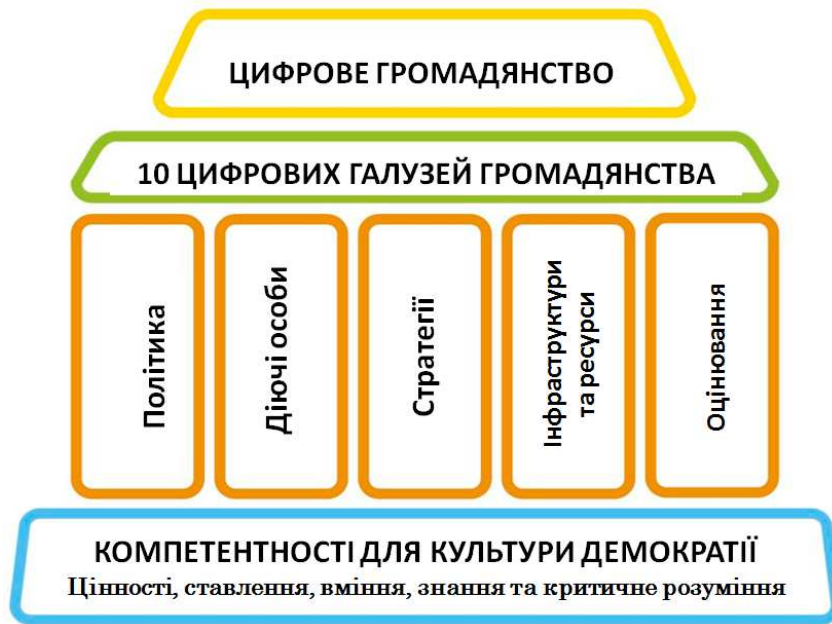 ЦИФРОВЕ ГРОМАДЯНСТВО
10 ЦИФРОВИХ ГАЛУЗЕЙ ГРОМАДЯНСТВА
Політика
Діючі особи
Стратегії
Інфраструктури
та ресурси
Оцінювання
КОМПЕТЕНТНОСТІ ДЛЯ КУЛЬТУРИ ДЕМОКРАТІЇ
Цінності, ставлення, вміння, знання та критичне розуміння